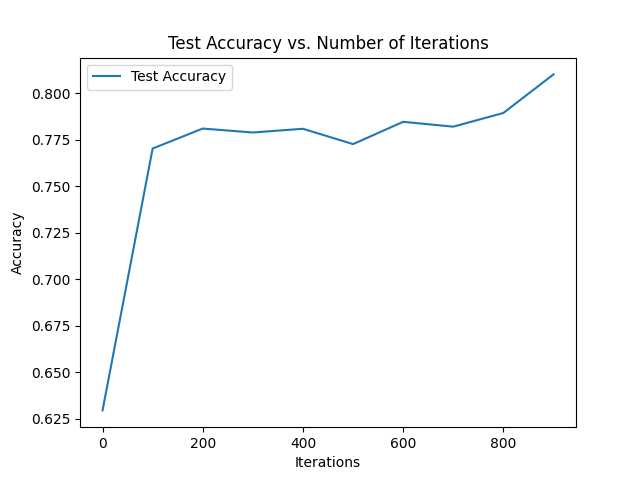 Test Accuracy vs. Number of Iterations
Test Accuracy
0.800
0.775
0.750
0.725
0.700
0.675
0.650
0.625
Accuracy
0 200 400 600 800
Iterations